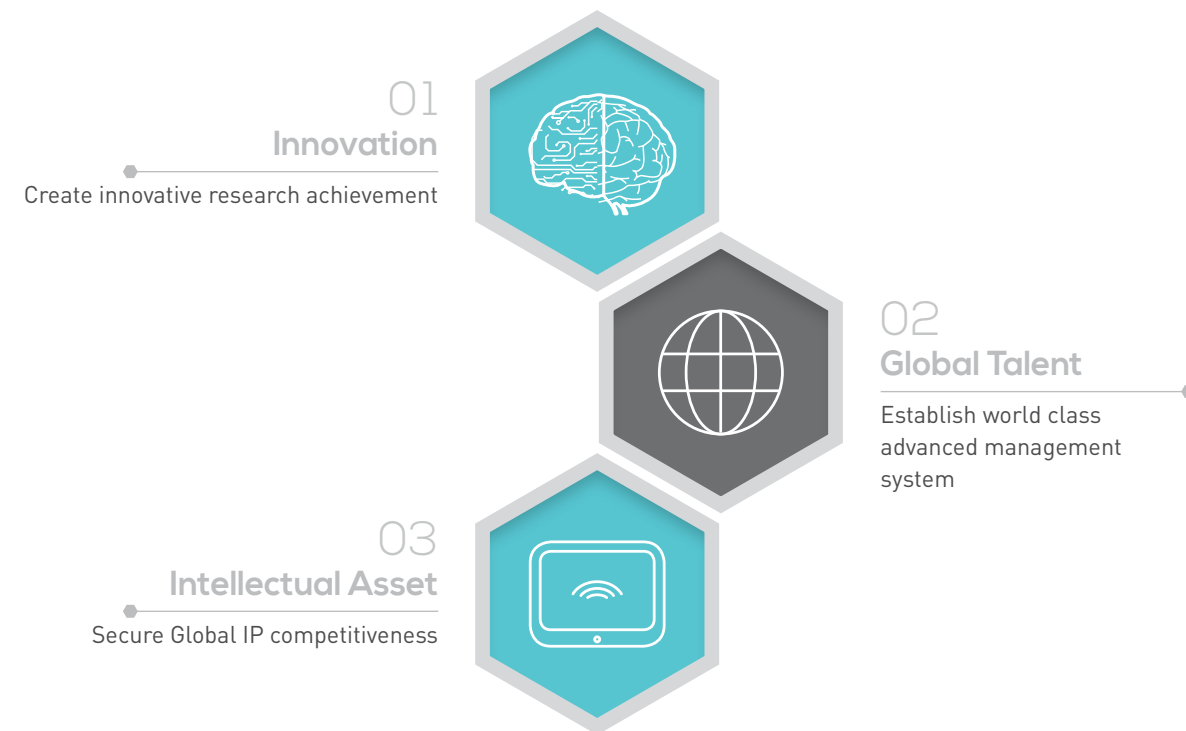 01
Innovation
Create innovative research achievement
02
Global Talent
Establish world class
advanced management
system
03
Intellectual Asset
Secure Global IP competitiveness